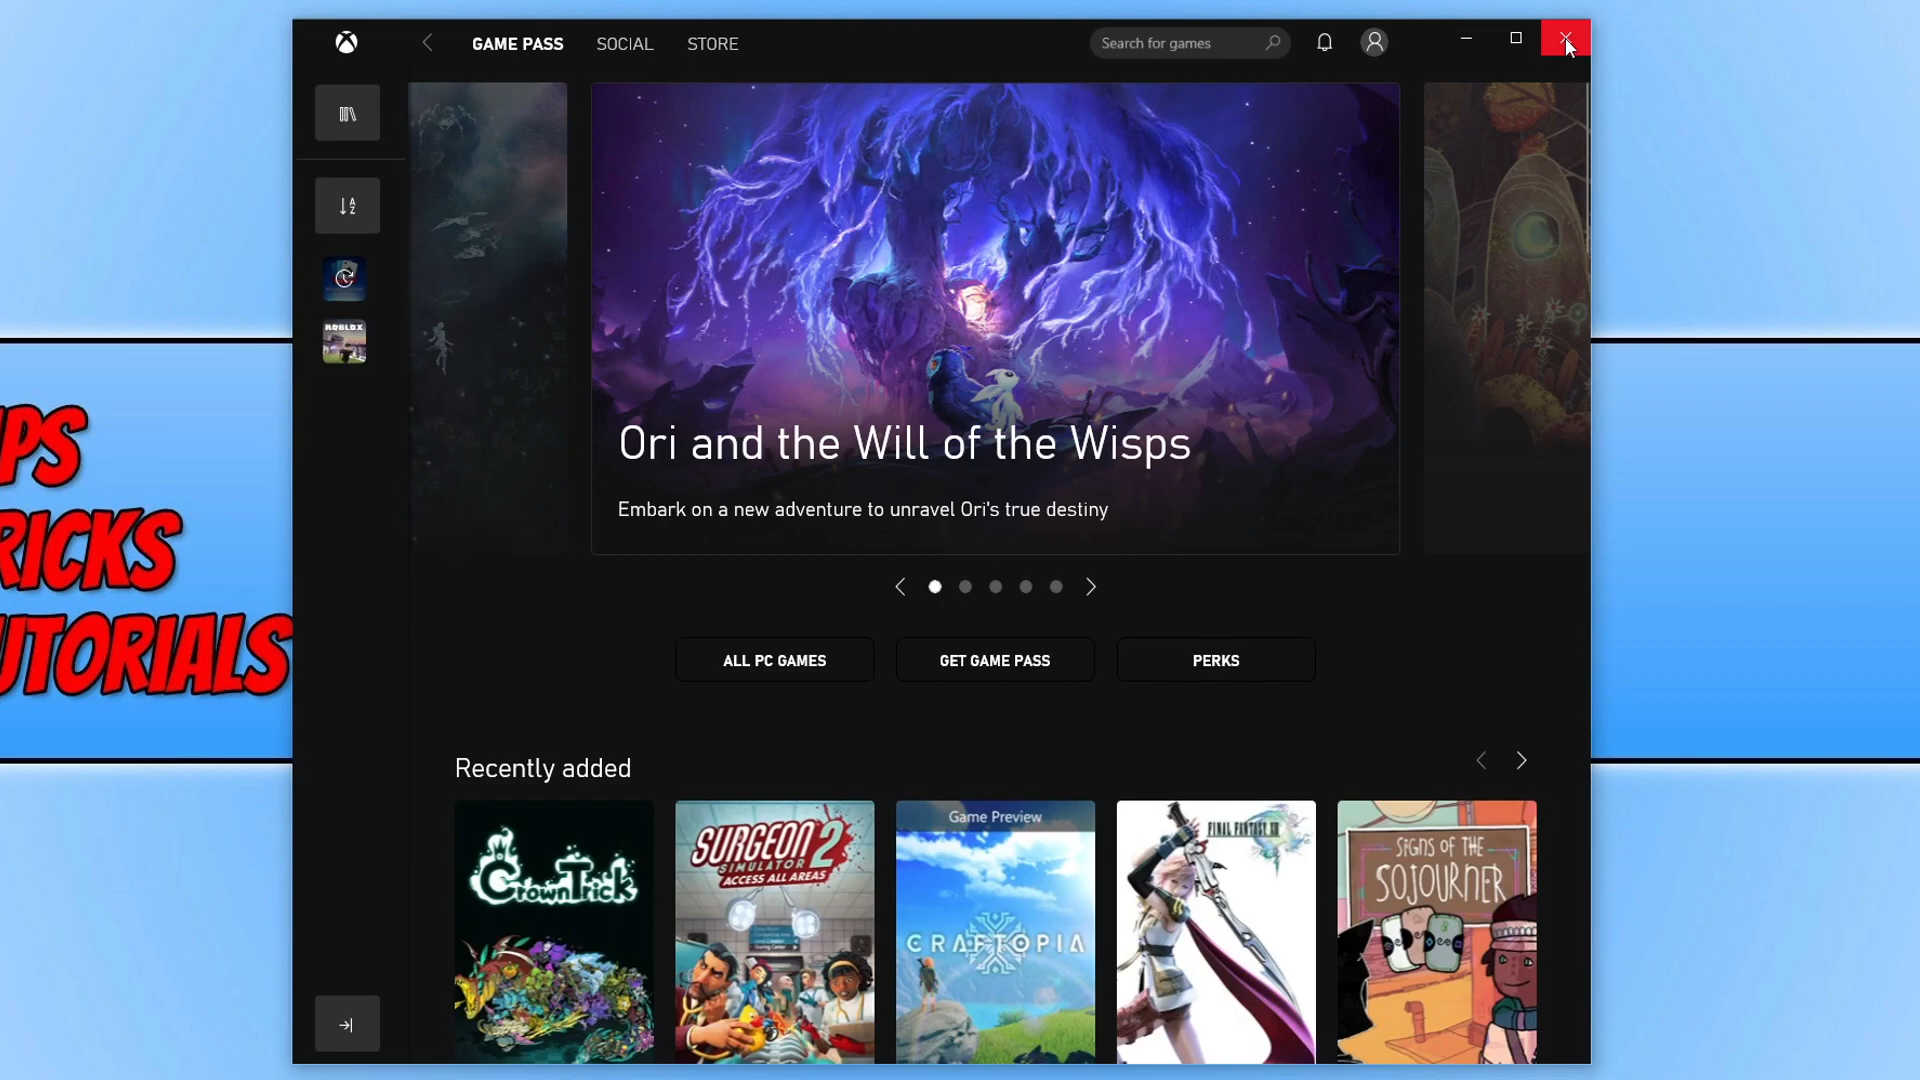 GAME PASS SOCIAL STORE
Search for games
ROBLOX
Ori and the Will of the Wisps
Embark on a new adventure to unravel Ori's true destiny
ALL PC GAMES GET GAME PASS PERKS
IPS
RICKS
UTORIALS
Recently added
CrownTrick
SURGEON
SIMULATOR 2
ACCESS ALL AREAS
Game Preview
CRAFTOPIA
FINAL FANTASY XIII
SIGNS OF THE
SOJOURNER